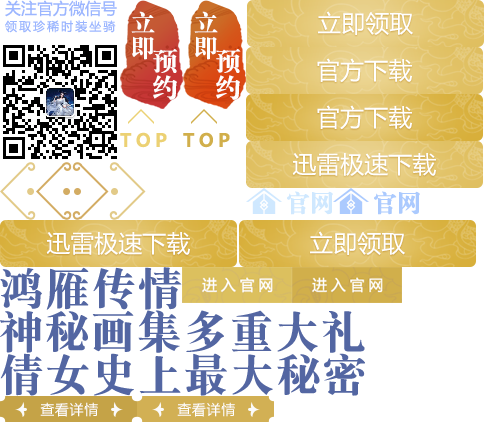 关注官方微信号
领取珍稀时装坐骑
立即预约
立即预约
TOP
TOP
立即领取
官方下载
官方下载
迅雷极速下载
官网
官网
迅雷极速下载
立即领取
鸿雁传情
进入官网
进入官网
神秘画集多重大礼
倩女史上最大秘密
查看详情
查看详情